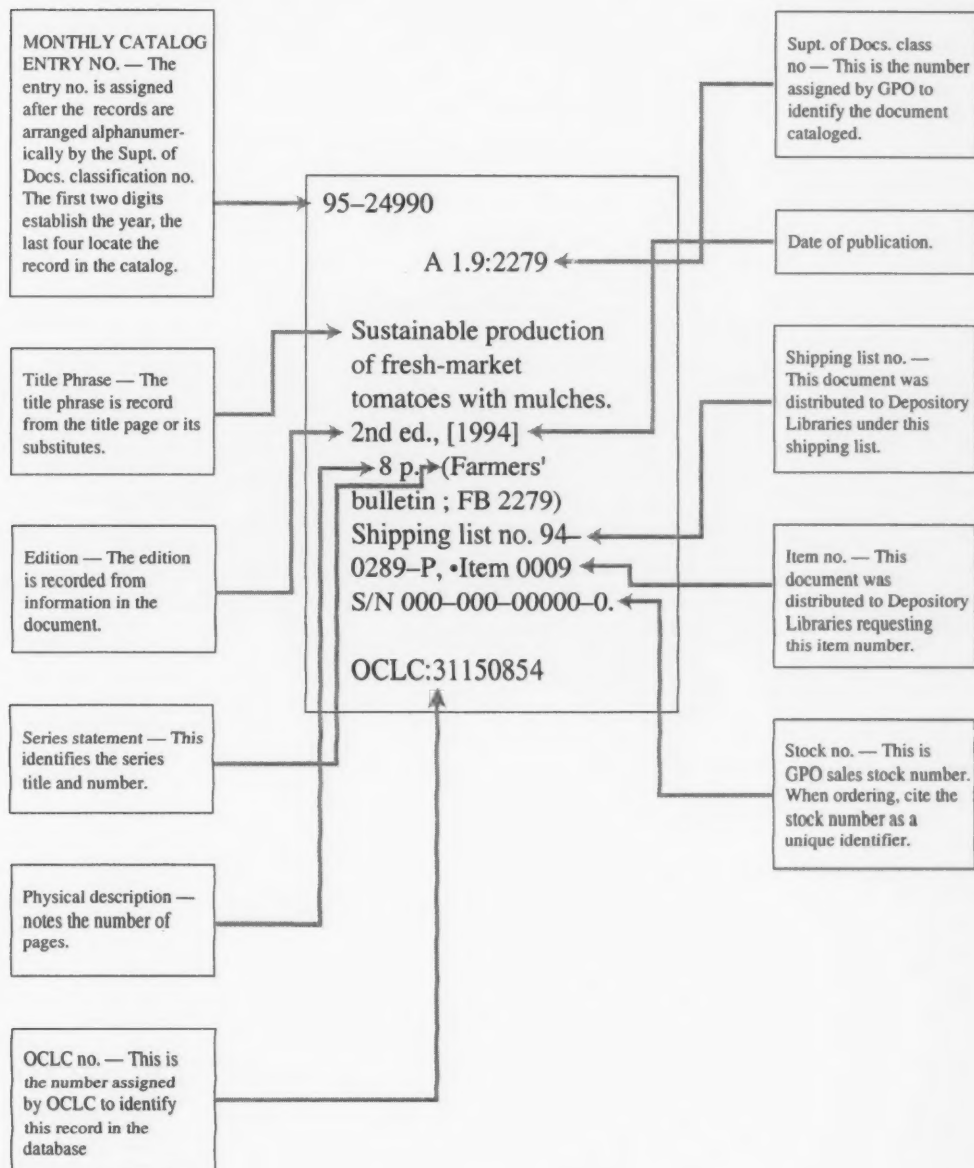 MONTHLY CATALOG
ENTRY NO. — The
entry no. is assigned
after the records are
arranged alphanumer-
ically by the Supt. of
Docs. classification no.
The first two digits
establish the year, the
last four locate the
record in the catalog.
Title Phrase — The
title phrase is record
from the title page or its
substitutes.
Edition — The edition
is recorded from
information in the
document.
Series statement — This
identifies the series
title and number.
Physical description —
notes the number of
pages.
OCLC no. — This is
the number assigned
by OCLC to identify
this record in the
database
95–24990
A 1.9:2279
Sustainable production
of fresh-market
tomatoes with mulches.
2nd ed., [1994]
8 p. (Farmers'
bulletin ; FB 2279)
Shipping list no. 94–
0289–P, •Item 0009
S/N 000–000–00000–0.
OCLC:31150854
Supt. of Docs. class
no — This is the number
assigned by GPO to
identify the document
cataloged.
Date of publication.
Shipping list no. —
This document was
distributed to Depository
Libraries under this
shipping list.
Item no. — This
document was
distributed to Depository
Libraries requesting
this item number.
Stock no. — This is
GPO sales stock number.
When ordering, cite the
stock number as a
unique identifier.